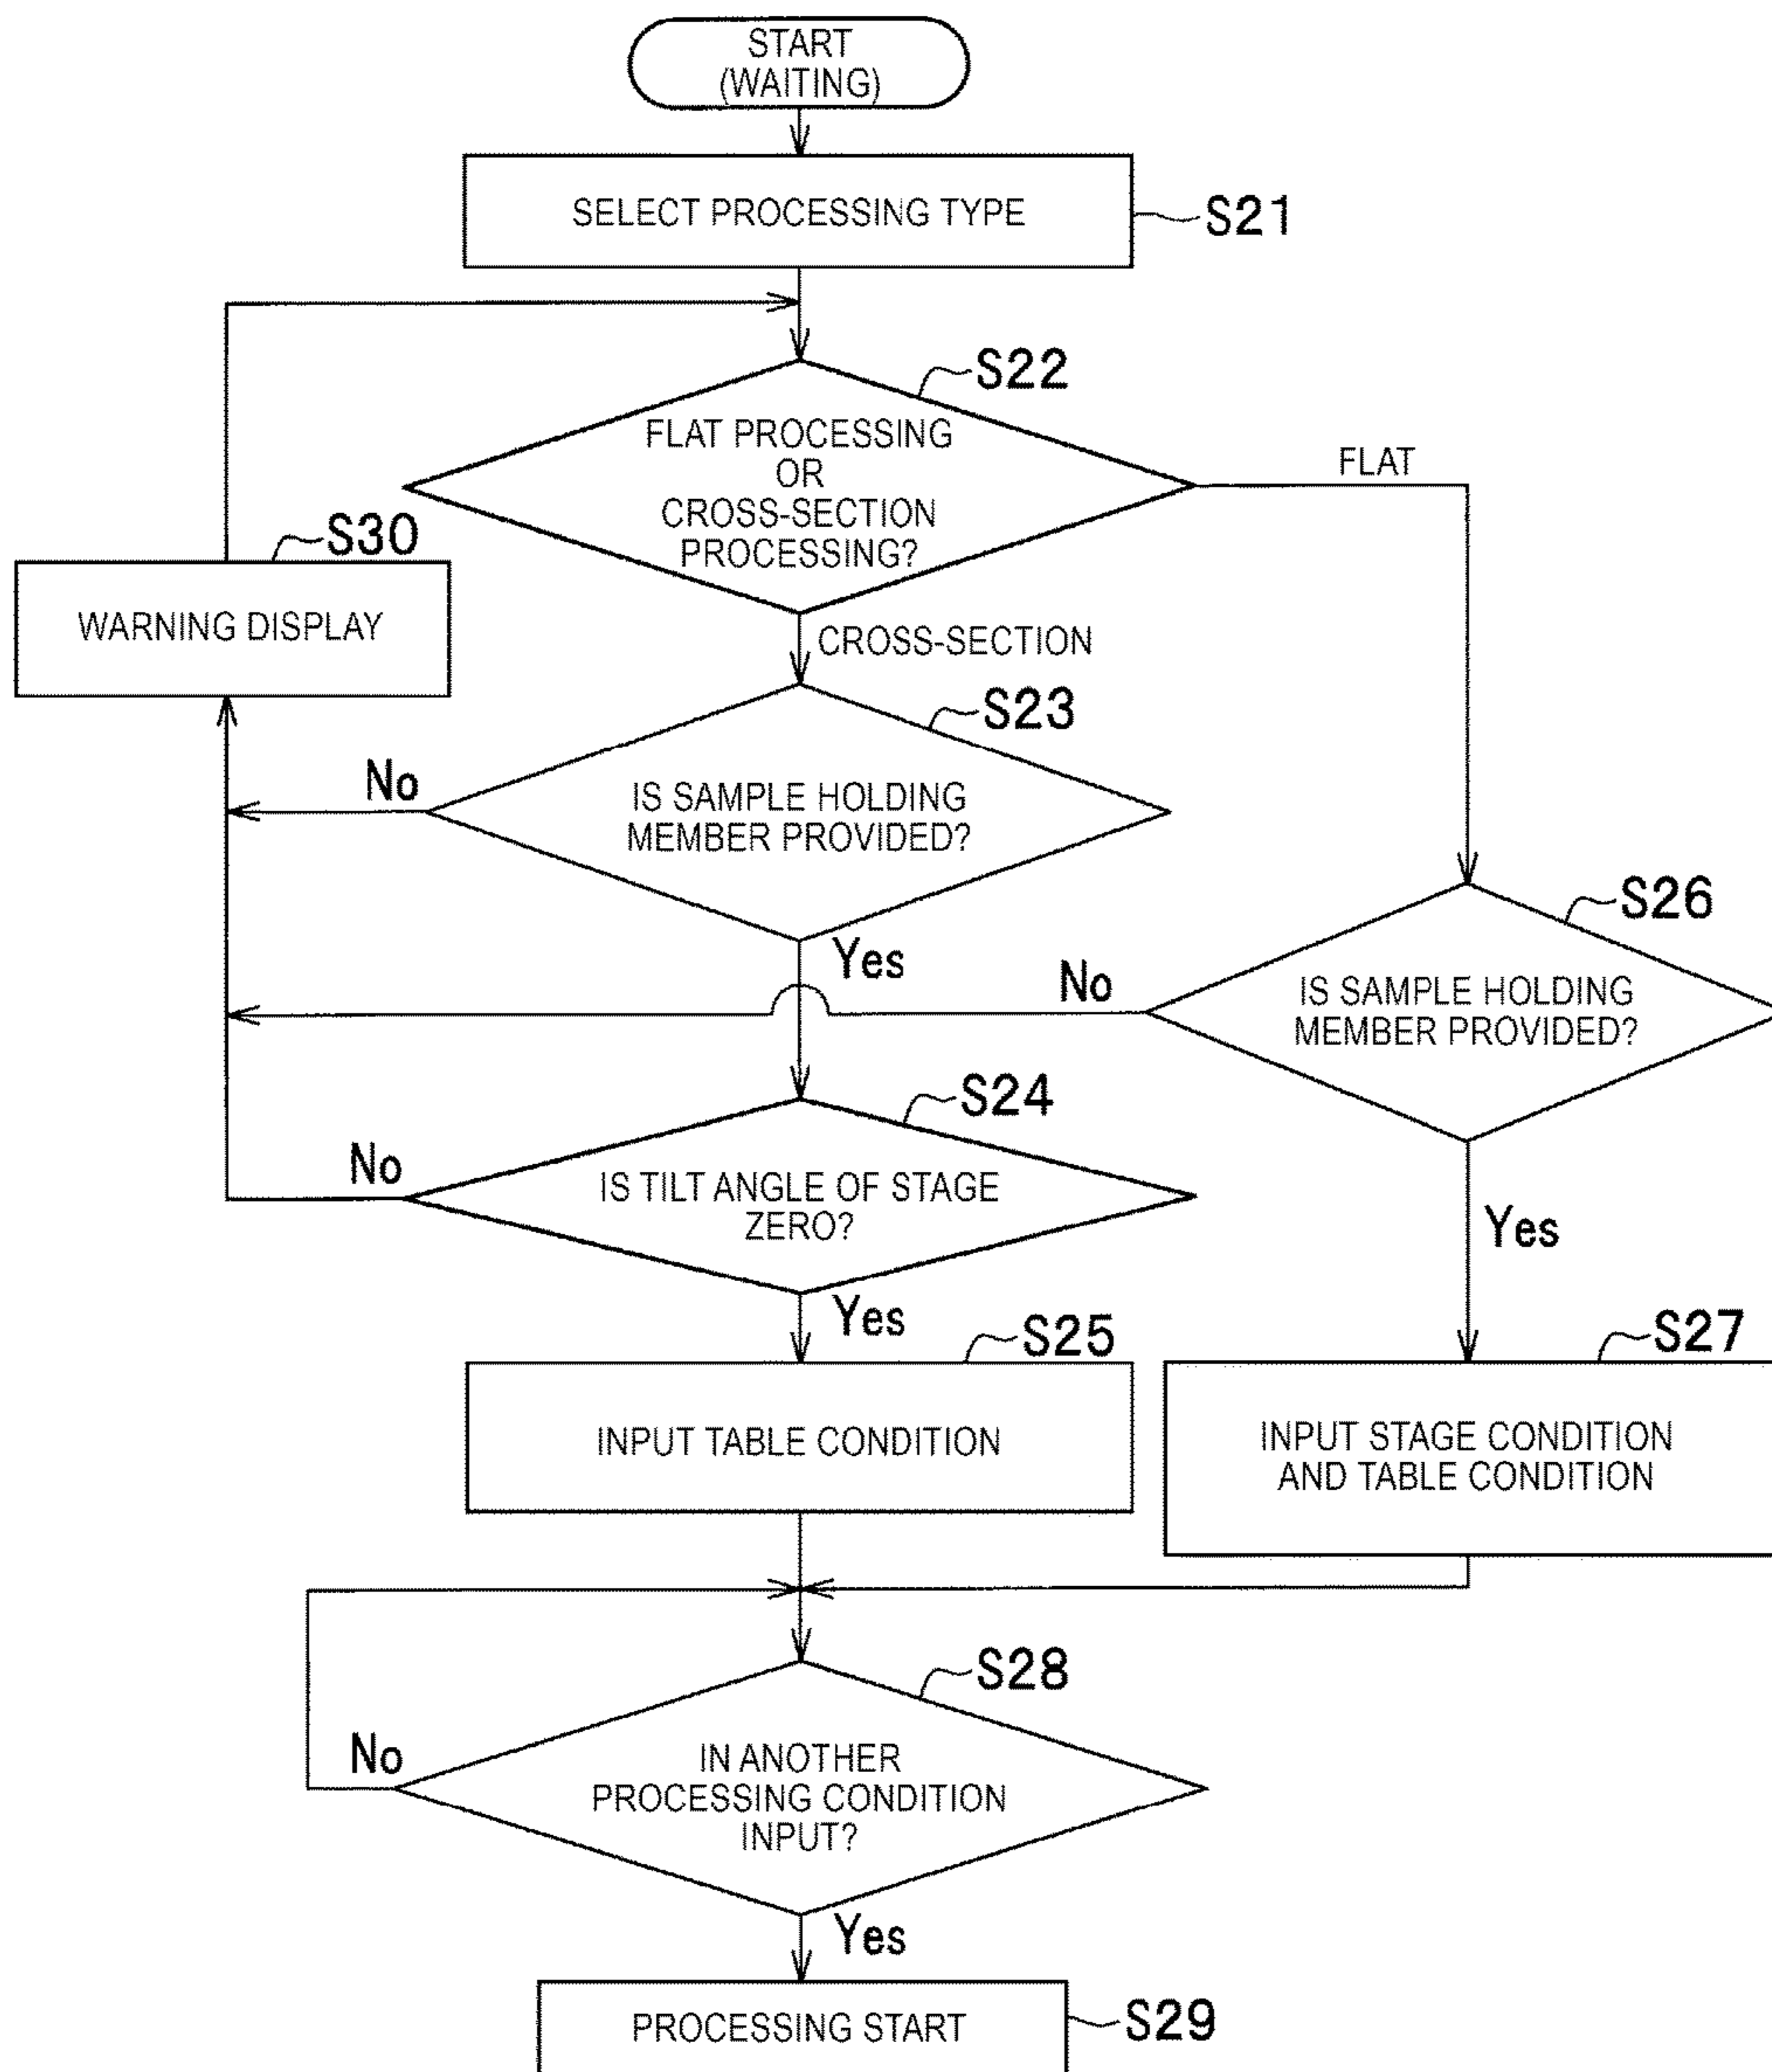 START
(WAITING)
SELECT PROCESSING TYPE
S21
S22
FLAT PROCESSING
OR
CROSS-SECTION
PROCESSING?
FLAT
S30
WARNING DISPLAY
CROSS-SECTION
S23
No
IS SAMPLE HOLDING
MEMBER PROVIDED?
Yes
S26
No
IS SAMPLE HOLDING
MEMBER PROVIDED?
S24
No
IS TILT ANGLE OF STAGE
ZERO?
Yes
Yes
S25
INPUT TABLE CONDITION
S27
INPUT STAGE CONDITION
AND TABLE CONDITION
S28
No
IN ANOTHER
PROCESSING CONDITION
INPUT?
Yes
PROCESSING START
S29